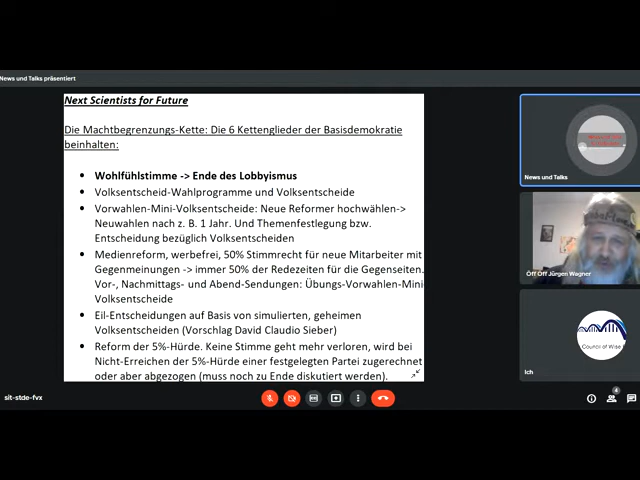 News und Talks präsentiert
Next Scientists for Future
Die Machtbegrenzungs-Kette: Die 6 Kettenglieder der Basisdemokratie
beinhalten:
Wohlfühlstimme -> Ende des Lobbyismus
Volksentscheid-Wahlprogramme und Volksentscheide
Vorwahlen-Mini-Volksentscheide: Neue Reformer hochwählen->
Neuwahlen nach z. B. 1 Jahr. Und Themenfestlegung bzw.
Entscheidung bezüglich Volksentscheiden
Medienreform, werbefrei, 50% Stimmrecht für neue Mitarbeiter mit
Gegenmeinungen -> immer 50% der Redezeiten für die Gegenseiten.
Vor-, Nachmittags- und Abend-Sendungen: Übungs-Vorwahlen-Mini
Volksentscheide
Eil-Entscheidungen auf Basis von simulierten, geheimen
Volksentscheiden (Vorschlag David Claudio Sieber)
Reform der 5%-Hürde. Keine Stimme geht mehr verloren, wird bei
Nicht-Erreichen der 5%-Hürde einer festgelegten Partei zugerechnet
oder aber abgezogen (muss noch zu Ende diskutiert werden).
News und Talks
Öff Öff Jürgen Wagner
Council of Wise
Ich
sit-stde-fvx
4